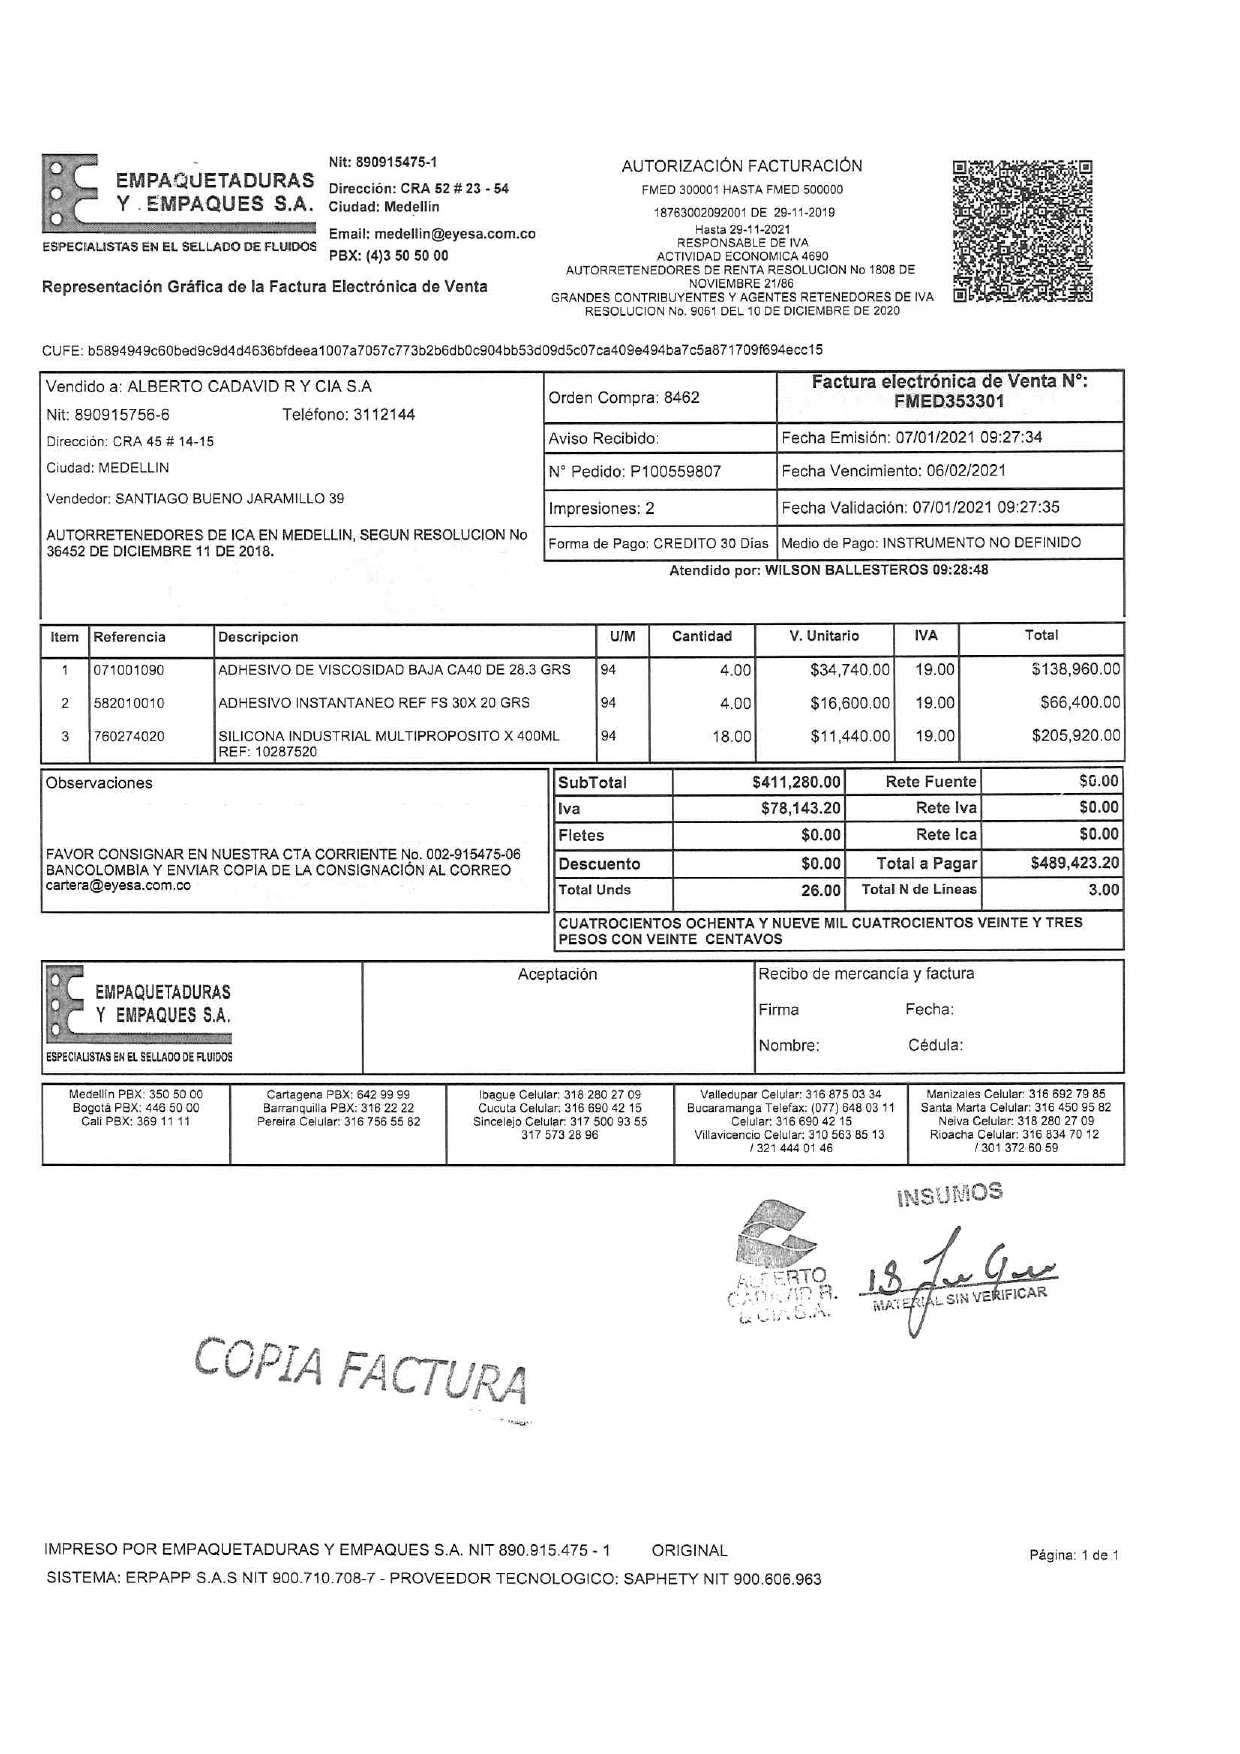 EMPAQUETADURAS
Y . EMPAQUES S.A.
ESPECIALISTAS EN EL SELLADO DE FLUIDOS
Nit: 890915475-1
Dirección: CRA 52 # 23 - 54
Ciudad: Medellin
Email: medellin@eyesa.com.co
PBX: (4)3 50 50 00
Representación Gráfica de la Factura Electrónica de Venta
AUTORIZACIÓN FACTURACIÓN
FMED 300001 HASTA FMED 500000
18763002092001 DE 29-11-2019
Hasta 29-11-2021
RESPONSABLE DE IVA
ACTIVIDAD ECONOMICA 4690
AUTORRETENEDORES DE RENTA RESOLUCION No 1808 DE
NOVIEMBRE 21/86
GRANDES CONTRIBUYENTES Y AGENTES RETENEDORES DE IVA
RESOLUCION No. 9061 DEL 10 DE DICIEMBRE DE 2020
CUFE: b5894949c60bed9c9d4d4636bfdeea1007a7057c773b2b6db0c904bb53d09d5c07ca409e494ba7c5a871709f694ecc15
Vendido a: ALBERTO CADAVID R Y CIA S.A
Nit: 890915756-6 Teléfono: 3112144
Dirección: CRA 45 # 14-15
Ciudad: MEDELLIN
Vendedor: SANTIAGO BUENO JARAMILLO 39
AUTORRETENEDORES DE ICA EN MEDELLIN, SEGUN RESOLUCION No
36452 DE DICIEMBRE 11 DE 2018.
Orden Compra: 8462
Factura electrónica de Venta N°:
FMED353301
Aviso Recibido:
Fecha Emisión: 07/01/2021 09:27:34
N° Pedido: P100559807
Fecha Vencimiento: 06/02/2021
Impresiones: 2
Fecha Validación: 07/01/2021 09:27:35
Forma de Pago: CREDITO 30 Dias
Medio de Pago: INSTRUMENTO NO DEFINIDO
Atendido por: WILSON BALLESTEROS 09:28:48
Item Referencia Descripcion U/M Cantidad V. Unitario IVA Total
1 071001090 ADHESIVO DE VISCOSIDAD BAJA CA40 DE 28.3 GRS 94 4.00 $34,740.00 19.00 $138,960.00
2 582010010 ADHESIVO INSTANTANEO REF FS 30X 20 GRS 94 4.00 $16,600.00 19.00 $66,400.00
3 760274020 SILICONA INDUSTRIAL MULTIPROPOSITO X 400ML 94 18.00 $11,440.00 19.00 $205,920.00
REF: 10287520
Observaciones
FAVOR CONSIGNAR EN NUESTRA CTA CORRIENTE No. 002-915475-06
BANCOLOMBIA Y ENVIAR COPIA DE LA CONSIGNACIÓN AL CORREO
cartera@eyesa.com.co
SubTotal $411,280.00 Rete Fuente $0.00
Iva $78,143.20 Rete Iva $0.00
Fletes $0.00 Rete Ica $0.00
Descuento $0.00 Total a Pagar $489,423.20
Total Unds 26.00 Total N de Líneas 3.00
CUATROCIENTOS OCHENTA Y NUEVE MIL CUATROCIENTOS VEINTE Y TRES
PESOS CON VEINTE CENTAVOS
EMPAQUETADURAS
Y EMPAQUES S.A.
ESPECIALISTAS EN EL SELLADO DE FLUIDOS
Aceptación
Recibo de mercancía y factura
Firma Fecha:
Nombre: Cédula:
Medellín PBX: 350 50 00
Bogotá PBX: 446 50 00
Cali PBX: 369 11 11
Cartagena PBX: 642 99 99
Barranquilla PBX: 316 22 22
Pereira Celular: 316 756 55 62
Ibague Celular: 318 280 27 09
Cucuta Celular: 316 690 42 15
Sincelejo Celular: 317 500 93 55
317 573 28 96
Valledupar Celular: 316 875 03 34
Bucaramanga Telefax: (077) 648 03 11
Celular: 316 690 42 15
Villavicencio Celular: 310 563 85 13
/ 321 444 01 46
Manizales Celular: 316 692 79 85
Santa Marta Celular: 316 450 95 82
Neiva Celular: 318 280 27 09
Rioacha Celular: 316 834 70 12
/ 301 372 60 59
INSUMOS
ALBERTO
CADAVID R.
& CIA S.A.
18
MATERIAL SIN VERIFICAR
COPIA FACTURA
IMPRESO POR EMPAQUETADURAS Y EMPAQUES S.A. NIT 890.915.475 - 1 ORIGINAL
Página: 1 de 1
SISTEMA: ERPAPP S.A.S NIT 900.710.708-7 - PROVEEDOR TECNOLOGICO: SAPHETY NIT 900.606.963